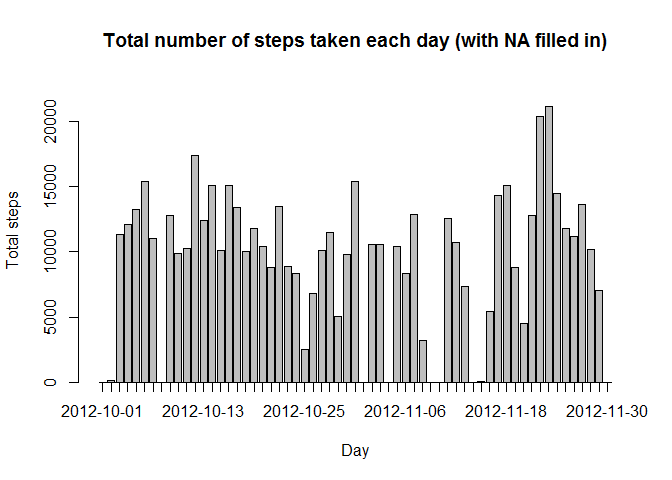 Total number of steps taken each day (with NA filled in)
Total steps
20000
15000
10000
5000
0
2012-10-01 2012-10-13 2012-10-25 2012-11-06 2012-11-18 2012-11-30
Day